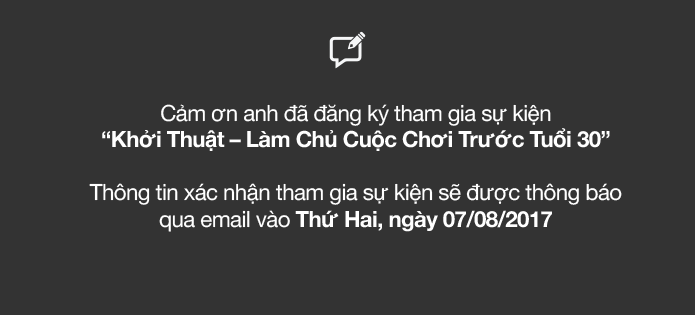 Cảm ơn anh đã đăng ký tham gia sự kiện
“Khởi Thuật – Làm Chủ Cuộc Chơi Trước Tuổi 30”
Thông tin xác nhận tham gia sự kiện sẽ được thông báo
qua email vào Thứ Hai, ngày 07/08/2017